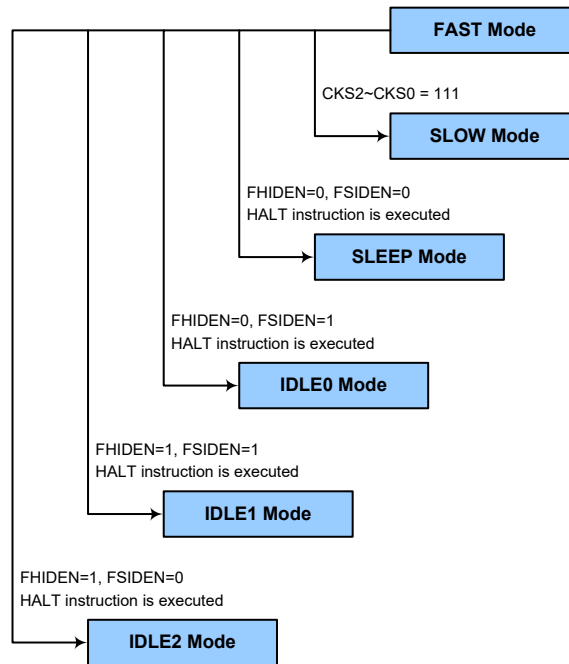 FAST Mode
CKS2~CKS0 = 111
SLOW Mode
FHIDEN=0, FSIDEN=0
HALT instruction is executed
SLEEP Mode
FHIDEN=0, FSIDEN=1
HALT instruction is executed
IDLE0 Mode
FHIDEN=1, FSIDEN=1
HALT instruction is executed
IDLE1 Mode
FHIDEN=1, FSIDEN=0
HALT instruction is executed
IDLE2 Mode